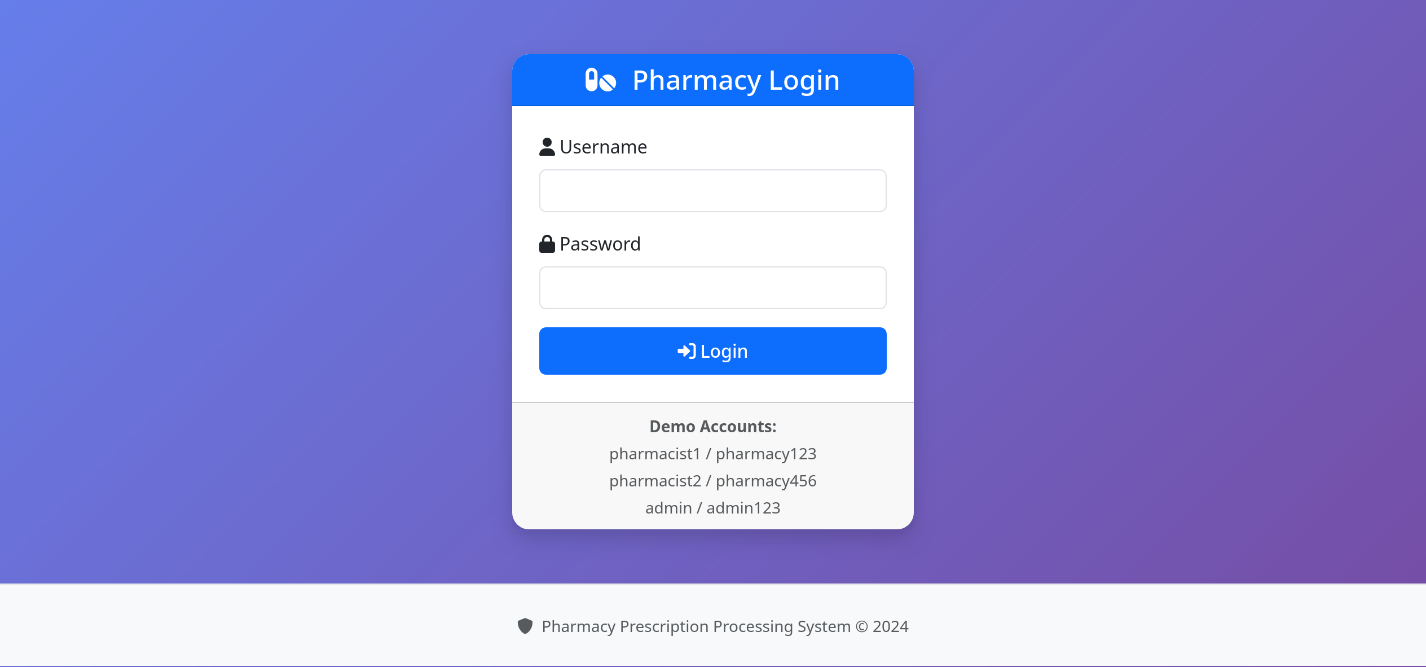 Pharmacy Login
Username
Password
Login
Demo Accounts:
pharmacist1 / pharmacy123
pharmacist2 / pharmacy456
admin / admin123
Pharmacy Prescription Processing System © 2024